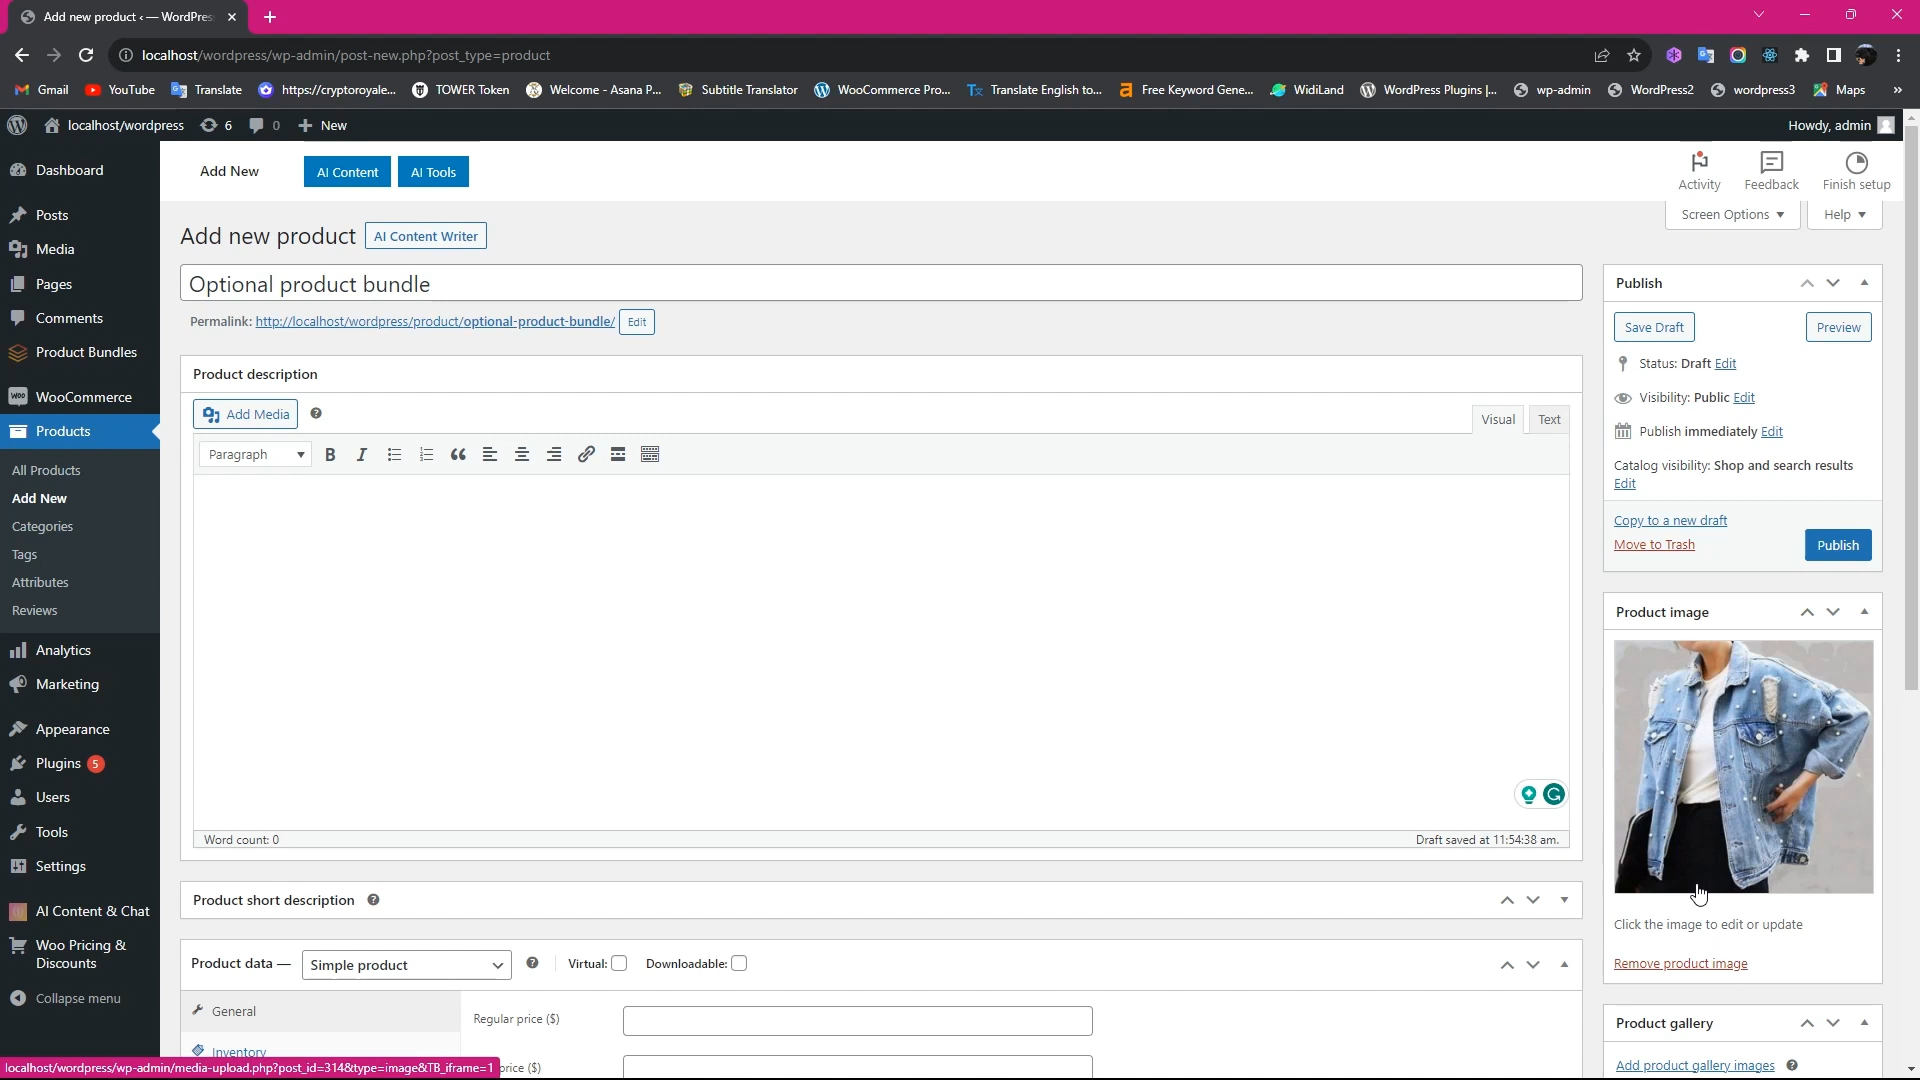 Add new product ‹ — WordPres
localhost/wordpress/wp-admin/post-new.php?post_type=product
Gmail YouTube Translate https://cryptoroyale... TOWER Token Welcome - Asana P... Subtitle Translator WooCommerce Pro... Translate English to... Free Keyword Gene... WidiLand WordPress Plugins |... wp-admin WordPress2 wordpress3 Maps »
localhost/wordpress 6 0 New Howdy, admin
Dashboard
Posts
Media
Pages
Comments
Product Bundles
WooCommerce
Products
All Products
Add New
Categories
Tags
Attributes
Reviews
Analytics
Marketing
Appearance
Plugins 5
Users
Tools
Settings
AI Content & Chat
Woo Pricing &
Discounts
Collapse menu
Add New AI Content AI Tools
Activity Feedback Finish setup
Screen Options Help
Add new product AI Content Writer
Optional product bundle
Permalink: http://localhost/wordpress/product/optional-product-bundle/ Edit
Product description
Add Media
Visual Text
Paragraph B I
Word count: 0 Draft saved at 11:54:38 am.
Product short description
Product data — Simple product Virtual: Downloadable:
General Regular price ($)
Inventory
price ($)
Publish
Save Draft Preview
Status: Draft Edit
Visibility: Public Edit
Publish immediately Edit
Catalog visibility: Shop and search results
Edit
Copy to a new draft
Move to Trash Publish
Product image
Click the image to edit or update
Remove product image
Product gallery
Add product gallery images
localhost/wordpress/wp-admin/media-upload.php?post_id=314&type=image&TB_iframe=1